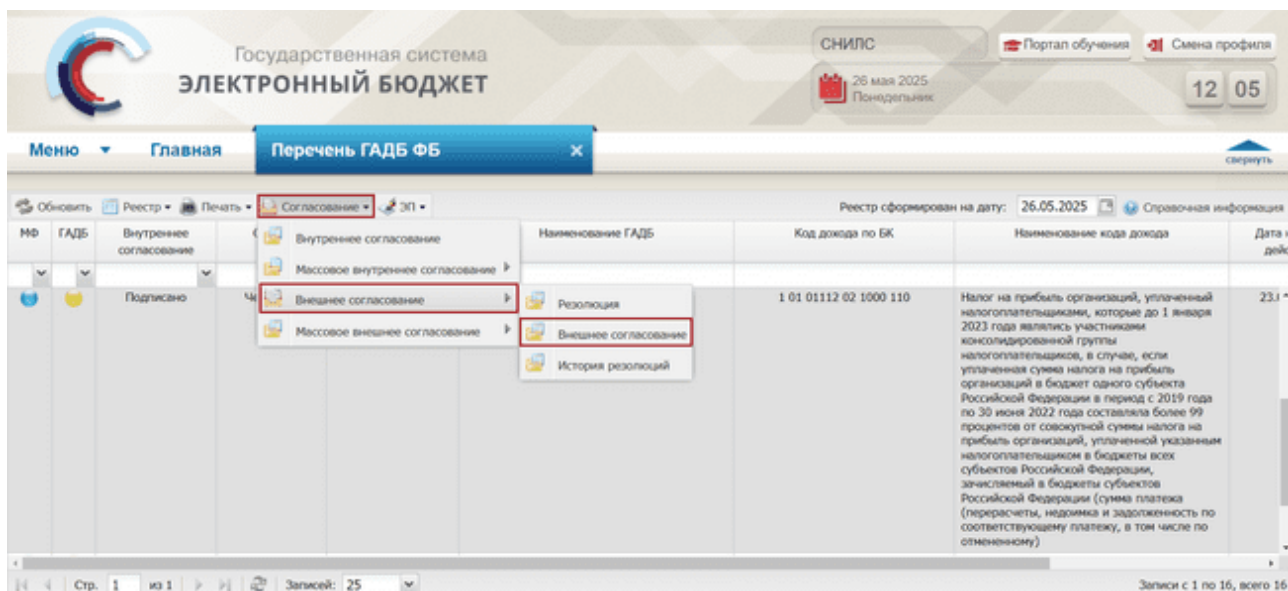 Государственная система
ЭЛЕКТРОННЫЙ БЮДЖЕТ
СНИЛС
Портал обучения
Смена профиля
26 мая 2025
Понедельник
12 05
Меню
Главная
Перечень ГАДБ ФБ
свернуть
Обновить Реестр Печать Согласование ЭП
Реестр сформирован на дату: 26.05.2025 Справочная информация
МФ
ГАДБ
Внутреннее
согласование
Наименование ГАДБ
Код дохода по БК
Наименование кода дохода
Дата
Внутреннее согласование
Массовое внутреннее согласование
Внешнее согласование
Массовое внешнее согласование
Резолюция
Внешнее согласование
История резолюций
Подписано
1 01 01112 02 1000 110
Налог на прибыль организаций, уплаченный
налогоплательщиками, которые до 1 января
2023 года являлись участниками
консолидированной группы
налогоплательщиков, в случае, если
уплаченная сумма налога на прибыль
организаций в бюджет одного субъекта
Российской Федерации в период с 2019 года
по 30 июня 2022 года составляла более 99
процентов от совокупной суммы налога на
прибыль организаций, уплаченной указанным
налогоплательщиком в бюджеты всех
субъектов Российской Федерации,
зачисляемый в бюджеты субъектов
Российской Федерации (сумма платежа
(перерасчеты, недоимка и задолженность по
соответствующему платежу, в том числе по
отмененному)
Стр. 1 из 1 Записей: 25
Записи с 1 по 16, всего 16